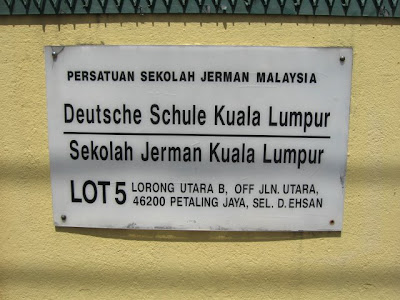 PERSATUAN SEKOLAH JERMAN MALAYSIA
Deutsche Schule Kuala Lumpur
Sekolah Jerman Kuala Lumpur
LOT 5 LORONG UTARA B, OFF JLN. UTARA,
46200 PETALING JAYA, SEL. D. EHSAN